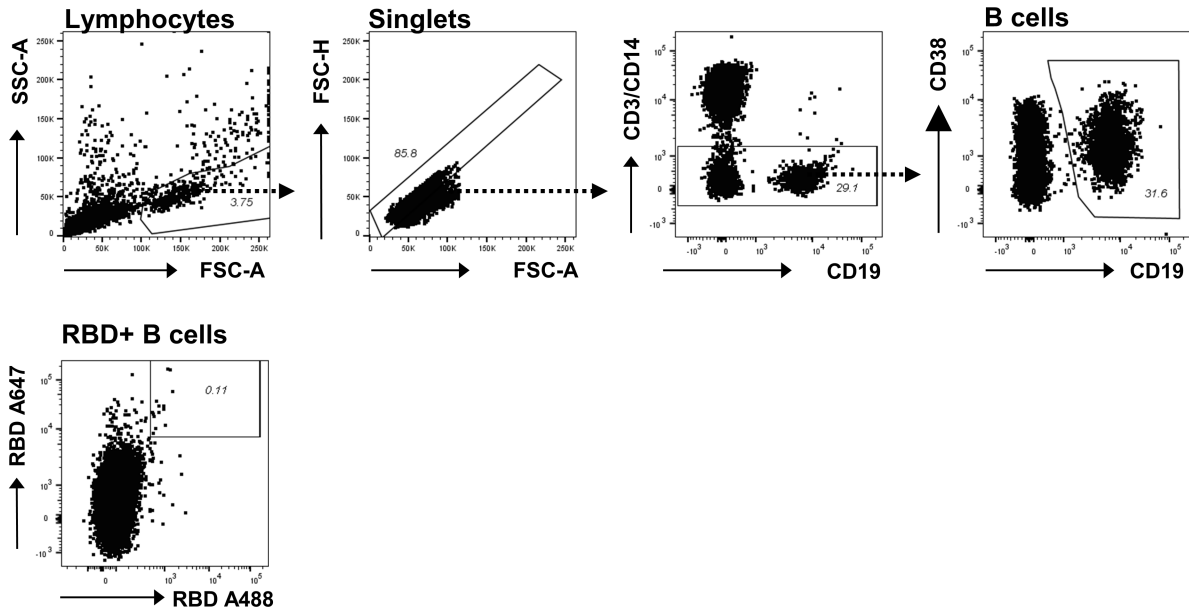 Lymphocytes
SSC-A
250K
200K
150K
100K
50K
0
3.75
0 50K 100K 150K 200K 250K
FSC-A
Singlets
FSC-H
250K
200K
150K
100K
50K
0
85.8
0 50K 100K 150K 200K 250K
FSC-A
CD3/CD14
10^5
10^4
10^3
0
-10^3
29.1
-10^3 0 10^3 10^4 10^5
CD19
B cells
CD38
10^5
10^4
10^3
0
-10^3
31.6
-10^3 0 10^3 10^4 10^5
CD19
RBD+ B cells
RBD A647
10^5
10^4
10^3
0
-10^3
0.11
0 10^3 10^4 10^5
RBD A488